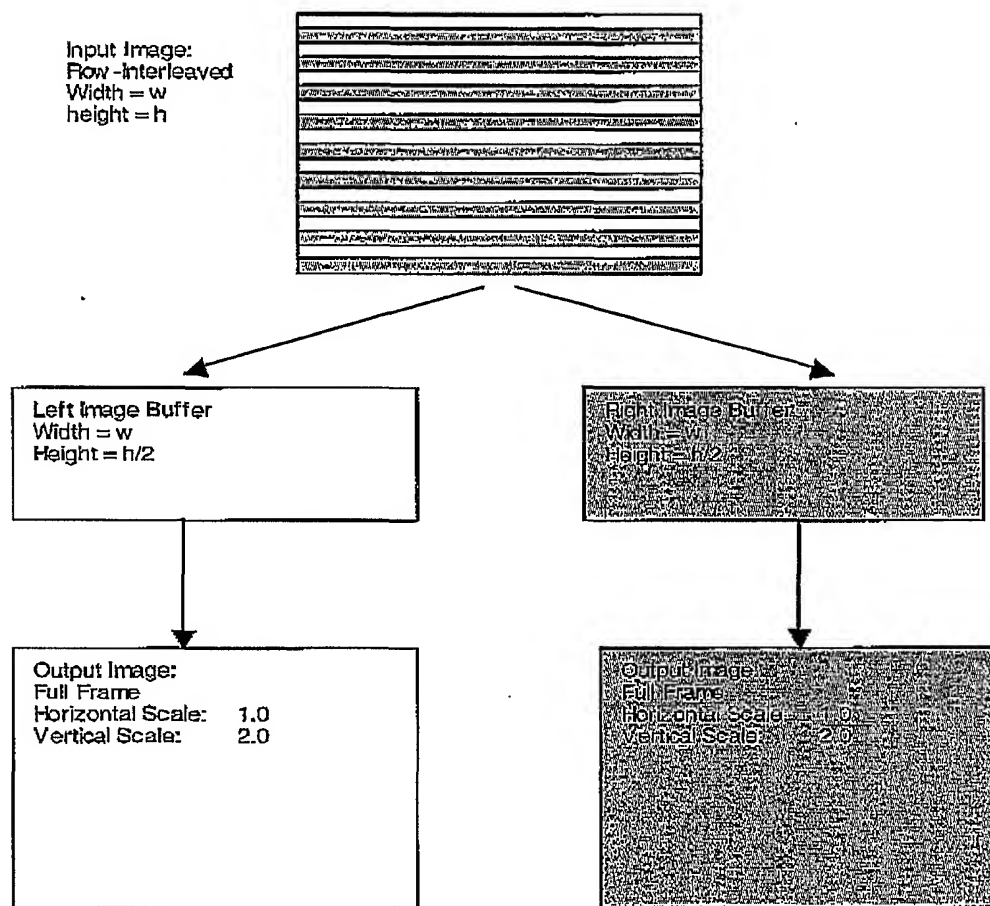 Input Image:
Row-Interleaved
Width = w
height = h
Left Image Buffer
Width = w
Height = h/2
Right Image Buffer
Width = w
Height = h/2
Output Image:
Full Frame
Horizontal Scale: 1.0
Vertical Scale: 2.0
Output Image
Full Frame
Horizontal Scale 1.0
Vertical Scale: 2.0